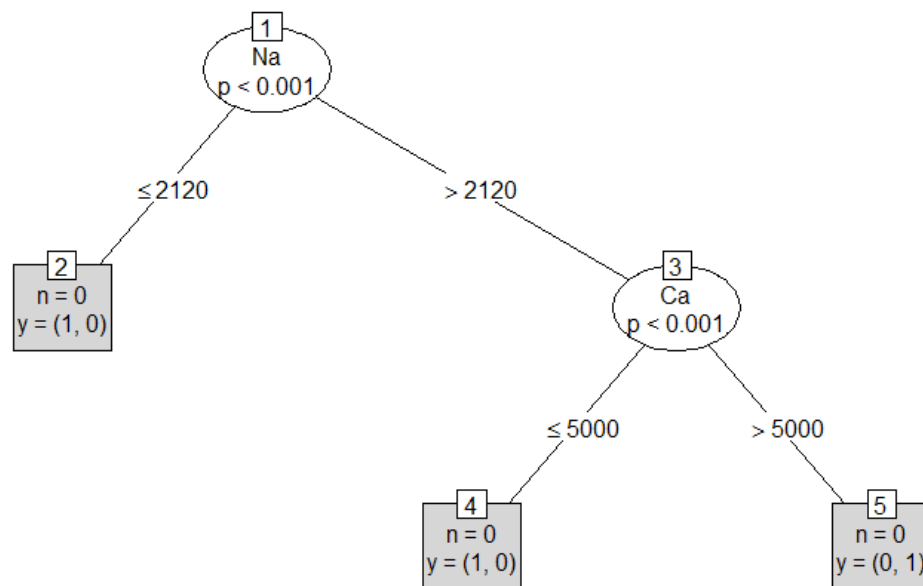 1
Na
p < 0.001
≤ 2120
> 2120
2
n = 0
y = (1, 0)
3
Ca
p < 0.001
≤ 5000
> 5000
4
n = 0
y = (1, 0)
5
n = 0
y = (0, 1)